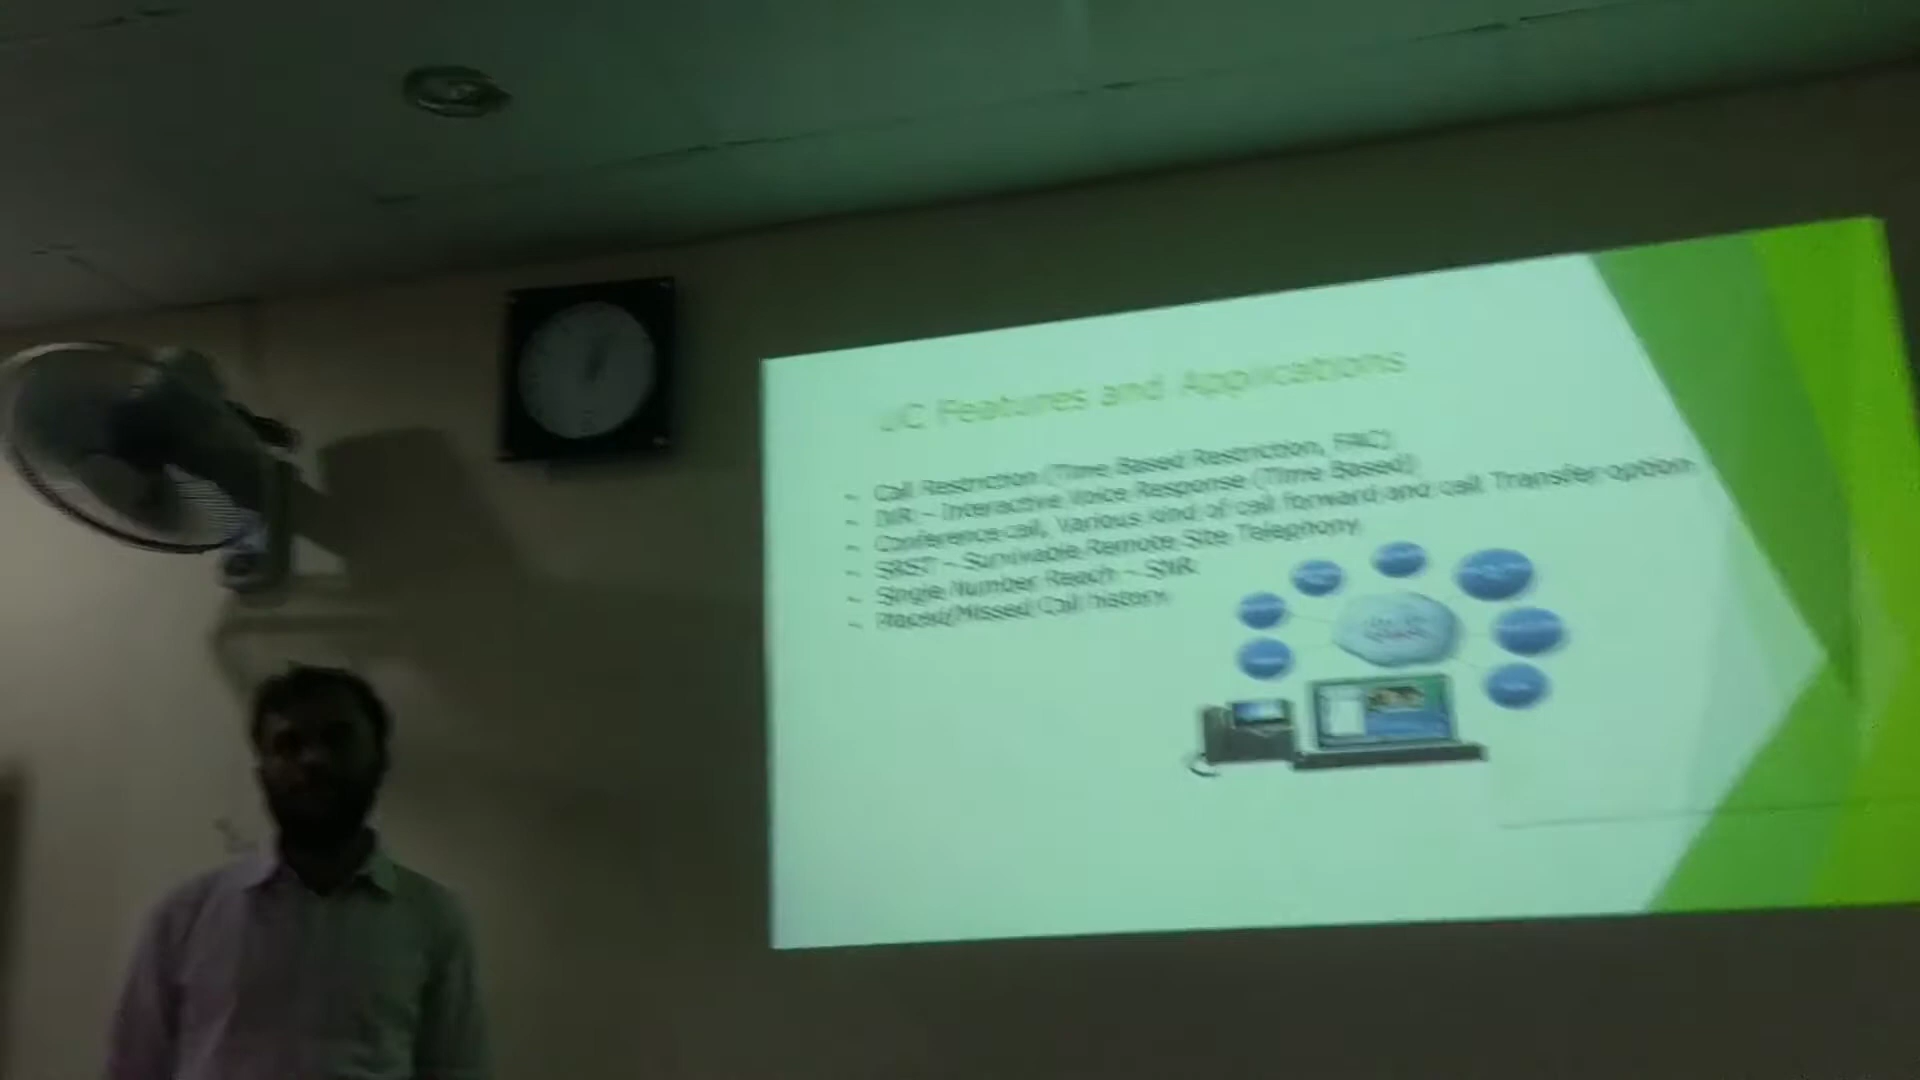 UC Features and Applications
- Call Restriction (Time Based Restriction, FAC)
- IVR - Interactive Voice Response (Time Based)
- Conference call, Various kind of call forward and call Transfer option
- SRST - Survivable Remote Site Telephony
- Single Number Reach - SNR
- Placed/Missed Call history